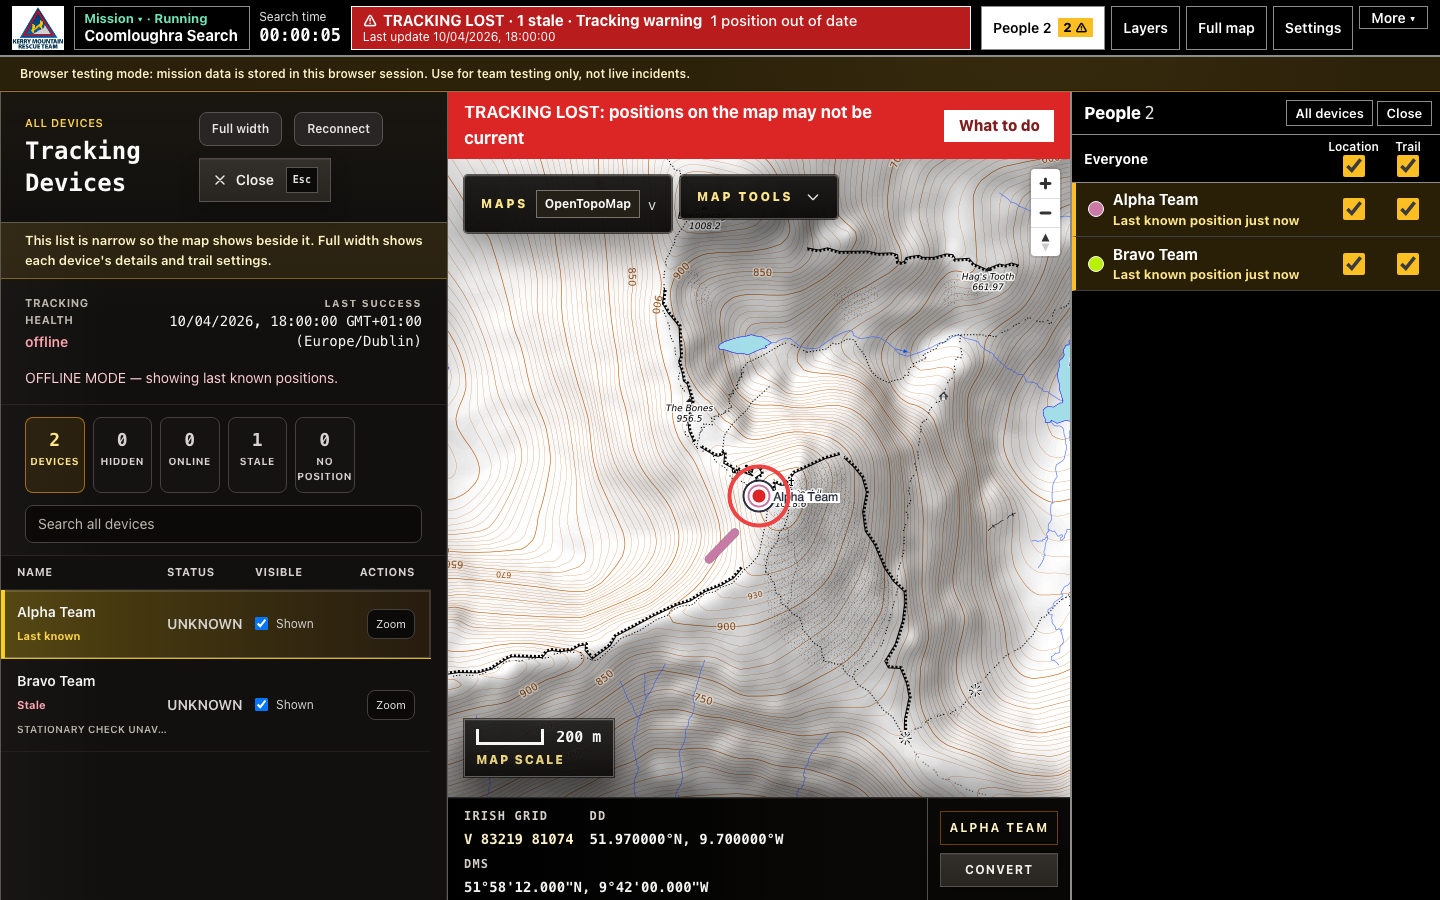 KERRY MOUNTAIN
RESCUE TEAM
Mission ▾ · Running
Coomloughra Search
Search time
00:00:05
TRACKING LOST · 1 stale · Tracking warning 1 position out of date
Last update 10/04/2026, 18:00:00
People 2 2 ⚠
Layers
Full map
Settings
More ▾
Browser testing mode: mission data is stored in this browser session. Use for team testing only, not live incidents.
ALL DEVICES
Tracking
Devices
Full width
Reconnect
Close Esc
This list is narrow so the map shows beside it. Full width shows
each device's details and trail settings.
TRACKING
HEALTH
offline
LAST SUCCESS
10/04/2026, 18:00:00 GMT+01:00
(Europe/Dublin)
OFFLINE MODE — showing last known positions.
2
DEVICES
0
HIDDEN
0
ONLINE
1
STALE
0
NO
POSITION
Search all devices
NAME STATUS VISIBLE ACTIONS
Alpha Team
Last known
UNKNOWN
Shown
Zoom
Bravo Team
Stale
STATIONARY CHECK UNAV...
UNKNOWN
Shown
Zoom
TRACKING LOST: positions on the map may not be
current
What to do
MAPS OpenTopoMap v
MAP TOOLS
1008.2
850
900
850
900
Hag's Tooth
661.97
The Bones
956.5
Alpha Team
650
670
930
900
900
850
750
200 m
MAP SCALE
IRISH GRID
V 83219 81074
DD
51.970000°N, 9.700000°W
DMS
51°58'12.000"N, 9°42'00.000"W
ALPHA TEAM
CONVERT
People 2
All devices
Close
Everyone
Location
Trail
Alpha Team
Last known position just now
Bravo Team
Last known position just now